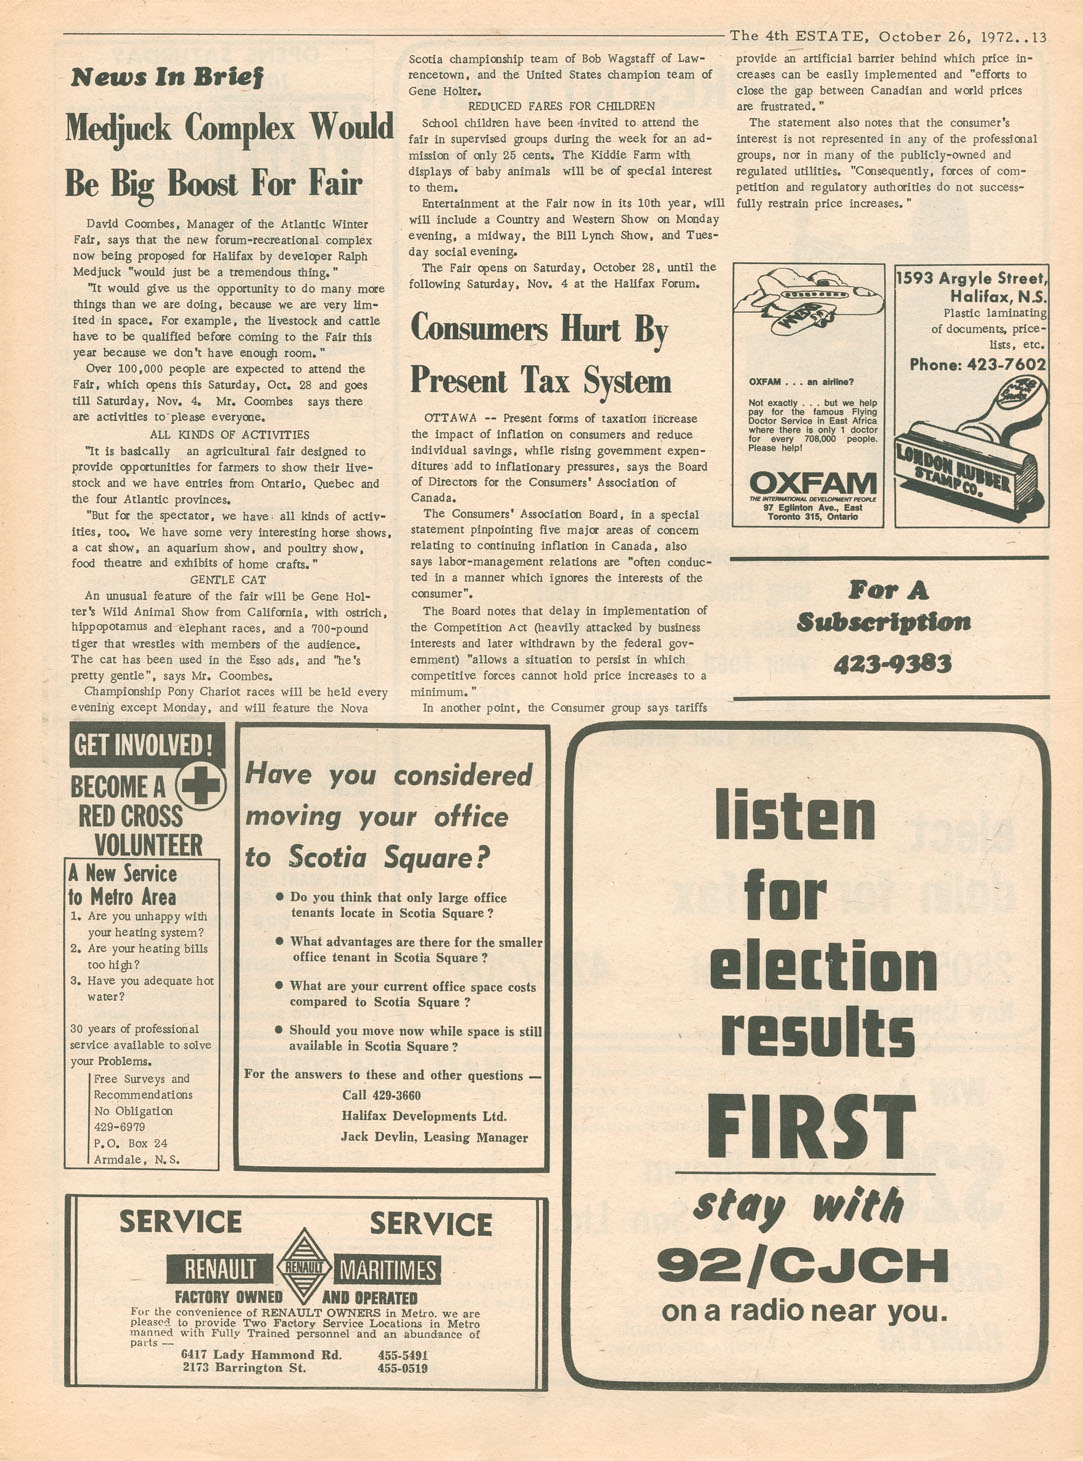 The 4th ESTATE, October 26, 1972. . 13
News In Brief
Medjuck Complex Would
Be Big Boost For Fair
David Coombes, Manager of the Atlantic Winter
Fair, says that the new forum-recreational complex
now being proposed for Halifax by developer Ralph
Medjuck "would just be a tremendous thing."
"It would give us the opportunity to do many more
things than we are doing, because we are very lim-
ited in space. For example, the livestock and cattle
have to be qualified before coming to the Fair this
year because we don't have enough room."
Over 100,000 people are expected to attend the
Fair, which opens this Saturday, Oct. 28 and goes
till Saturday, Nov. 4. Mr. Coombes says there
are activities to please everyone.
ALL KINDS OF ACTIVITIES
"It is basically an agricultural fair designed to
provide opportunities for farmers to show their live-
stock and we have entries from Ontario, Quebec and
the four Atlantic provinces.
"But for the spectator, we have all kinds of activ-
ities, too. We have some very interesting horse shows,
a cat show, an aquarium show, and poultry show,
food theatre and exhibits of home crafts."
GENTLE CAT
An unusual feature of the fair will be Gene Hol-
ter's Wild Animal Show from California, with ostrich,
hippopotamus and elephant races, and a 700-pound
tiger that wrestles with members of the audience.
The cat has been used in the Esso ads, and "he's
pretty gentle", says Mr. Coombes.
Championship Pony Chariot races will be held every
evening except Monday, and will feature the Nova
Scotia championship team of Bob Wagstaff of Law-
rencetown, and the United States champion team of
Gene Holter.
REDUCED FARES FOR CHILDREN
School children have been invited to attend the
fair in supervised groups during the week for an ad-
mission of only 25 cents. The Kiddie Farm with
displays of baby animals will be of special interest
to them.
Entertainment at the Fair now in its 10th year, will
will include a Country and Western Show on Monday
evening, a midway, the Bill Lynch Show, and Tues-
day social evening.
The Fair opens on Saturday, October 28, until the
following Saturday, Nov. 4 at the Halifax Forum.
Consumers Hurt By
Present Tax System
OTTAWA -- Present forms of taxation increase
the impact of inflation on consumers and reduce
individual savings, while rising government expen-
ditures add to inflationary pressures, says the Board
of Directors for the Consumers' Association of
Canada.
The Consumers' Association Board, in a special
statement pinpointing five major areas of concern
relating to continuing inflation in Canada, also
says labor-management relations are "often conduc-
ted in a manner which ignores the interests of the
consumer".
The Board notes that delay in implementation of
the Competition Act (heavily attacked by business
interests and later withdrawn by the federal gov-
ernment) "allows a situation to persist in which
competitive forces cannot hold price increases to a
minimum."
In another point, the Consumer group says tariffs
provide an artificial barrier behind which price in-
creases can be easily implemented and "efforts to
close the gap between Canadian and world prices
are frustrated."
The statement also notes that the consumer's
interest is not represented in any of the professional
groups, nor in many of the publicly-owned and
regulated utilities. "Consequently, forces of com-
petition and regulatory authorities do not success-
fully restrain price increases."
OXFAM . . . an airline?
Not exactly . . . but we help
pay for the famous Flying
Doctor Service in East Africa
where there is only 1 doctor
for every 708,000 people.
Please help!
OXFAM
THE INTERNATIONAL DEVELOPMENT PEOPLE
97 Eglinton Ave., East
Toronto 315, Ontario
1593 Argyle Street,
Halifax, N.S.
Plastic laminating
of documents, price-
lists, etc.
Phone: 423-7602
LONDON RUBBER
STAMP CO.
For A
Subscription
423-9383
GET INVOLVED!
BECOME A
RED CROSS
VOLUNTEER
A New Service
to Metro Area
1. Are you unhappy with
your heating system?
2. Are your heating bills
too high?
3. Have you adequate hot
water?
30 years of professional
service available to solve
your Problems.
Free Surveys and
Recommendations
No Obligation
429-6979
P.O. Box 24
Armdale, N.S.
Have you considered
moving your office
to Scotia Square?
● Do you think that only large office
tenants locate in Scotia Square?
● What advantages are there for the smaller
office tenant in Scotia Square?
● What are your current office space costs
compared to Scotia Square?
● Should you move now while space is still
available in Scotia Square?
For the answers to these and other questions —
Call 429-3660
Halifax Developments Ltd.
Jack Devlin, Leasing Manager
SERVICE SERVICE
RENAULT RENAULT MARITIMES
FACTORY OWNED AND OPERATED
For the convenience of RENAULT OWNERS in Metro. we are
pleased to provide Two Factory Service Locations in Metro
manned with Fully Trained personnel and an abundance of
parts —
6417 Lady Hammond Rd. 455-5491
2173 Barrington St. 455-0519
listen
for
election
results
FIRST
stay with
92/CJCH
on a radio near you.